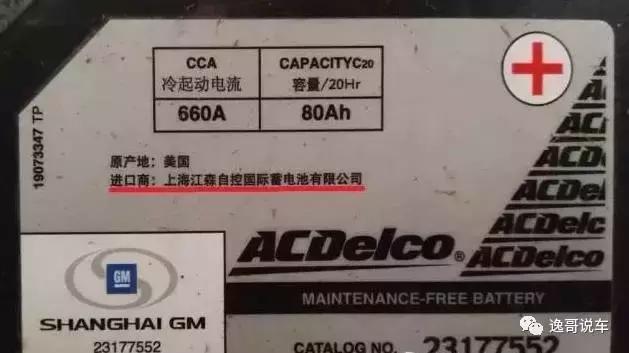 CCA
冷起动电流
660A
CAPACITYC20
容量/20Hr
80Ah
19073347 TP
原产地：美国
进口商：上海江森自控国际蓄电池有限公司
ACDelco
ACDelco
ACDelco
ACDelco
ACDelco
ACDelco®
GM
SHANGHAI GM
23177552
MAINTENANCE-FREE BATTERY
CATALOG NO. 23177552
逸哥说车